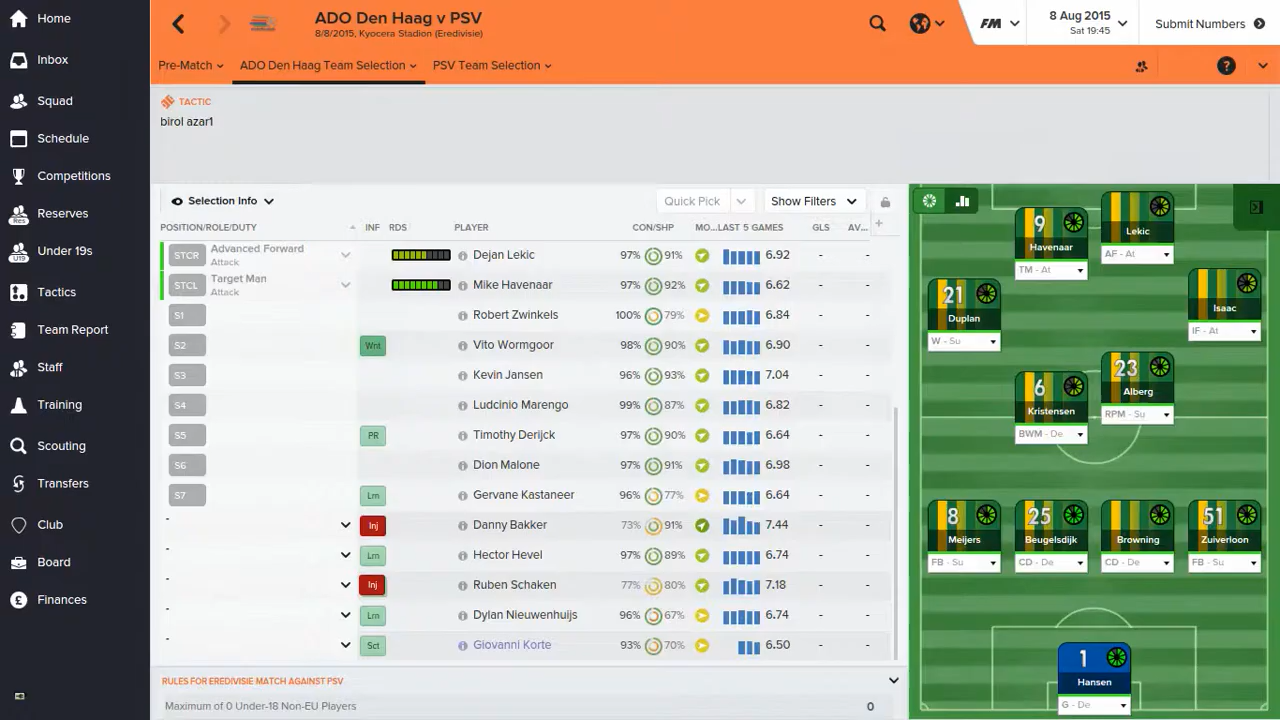 Home
Inbox
Squad
Schedule
Competitions
Res
Reserves
U19
Under 19s
Tactics
Team Report
Staff
Training
Scouting
Transfers
Club
Board
Finances
ADO Den Haag v PSV
8/8/2015, Kyocera Stadion (Eredivisie)
FM
8 Aug 2015
Sat 19:45
Submit Numbers
Pre-Match
ADO Den Haag Team Selection
PSV Team Selection
?
TACTIC
birol azar1
Selection Info
Quick Pick
Show Filters
POSITION/ROLE/DUTY INF RDS PLAYER CON/SHP MO... LAST 5 GAMES GLS AV... +
STCR Advanced Forward Attack Dejan Lekic 97% 91% 6.92 - -
STCL Target Man Attack Mike Havenaar 97% 92% 6.62 - -
S1 Robert Zwinkels 100% 79% 6.84 - -
S2 Wnt Vito Wormgoor 98% 90% 6.90 - -
S3 Kevin Jansen 96% 93% 7.04 - -
S4 Ludcinio Marengo 99% 87% 6.82 - -
S5 PR Timothy Derijck 97% 90% 6.64 - -
S6 Dion Malone 97% 91% 6.98 - -
S7 Lrn Gervane Kastaneer 96% 77% 6.64 - -
- Inj Danny Bakker 73% 91% 7.44 - -
- Lrn Hector Hevel 97% 89% 6.74 - -
- Inj Ruben Schaken 77% 80% 7.18 - -
- Lrn Dylan Nieuwenhuijs 96% 67% 6.74 - -
- Sct Giovanni Korte 93% 70% 6.50 - -
RULES FOR EREDIVISIE MATCH AGAINST PSV
Maximum of 0 Under-18 Non-EU Players 0
Lekic
AF - At
9
Havenaar
TM - At
21
Duplan
W - Su
Isaac
IF - At
23
Alberg
RPM - Su
6
Kristensen
BWM - De
8
Meijers
FB - Su
25
Beugelsdijk
CD - De
Browning
CD - De
51
Zuiverloon
FB - Su
1
Hansen
G - De